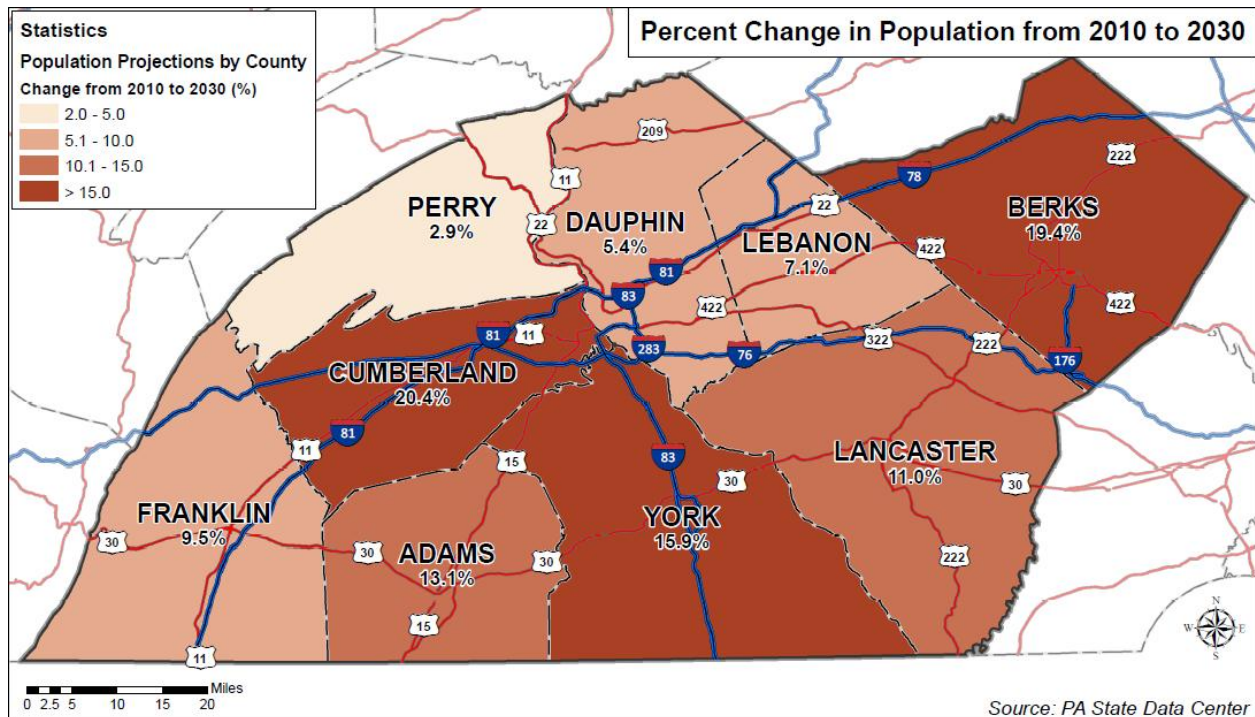 Statistics
Population Projections by County
Change from 2010 to 2030 (%)
2.0 - 5.0
5.1 - 10.0
10.1 - 15.0
> 15.0
Percent Change in Population from 2010 to 2030
209
222
11
78
PERRY
2.9%
22
DAUPHIN
5.4%
22
BERKS
19.4%
LEBANON
7.1%
422
81
83
422
422
81
11
283
76
322
222
176
CUMBERLAND
20.4%
81
11
15
83
30
LANCASTER
11.0%
30
FRANKLIN
9.5%
30
30
ADAMS
13.1%
30
YORK
15.9%
222
15
11
N
W
E
S
Miles
0 2.5 5 10 15 20
Source: PA State Data Center